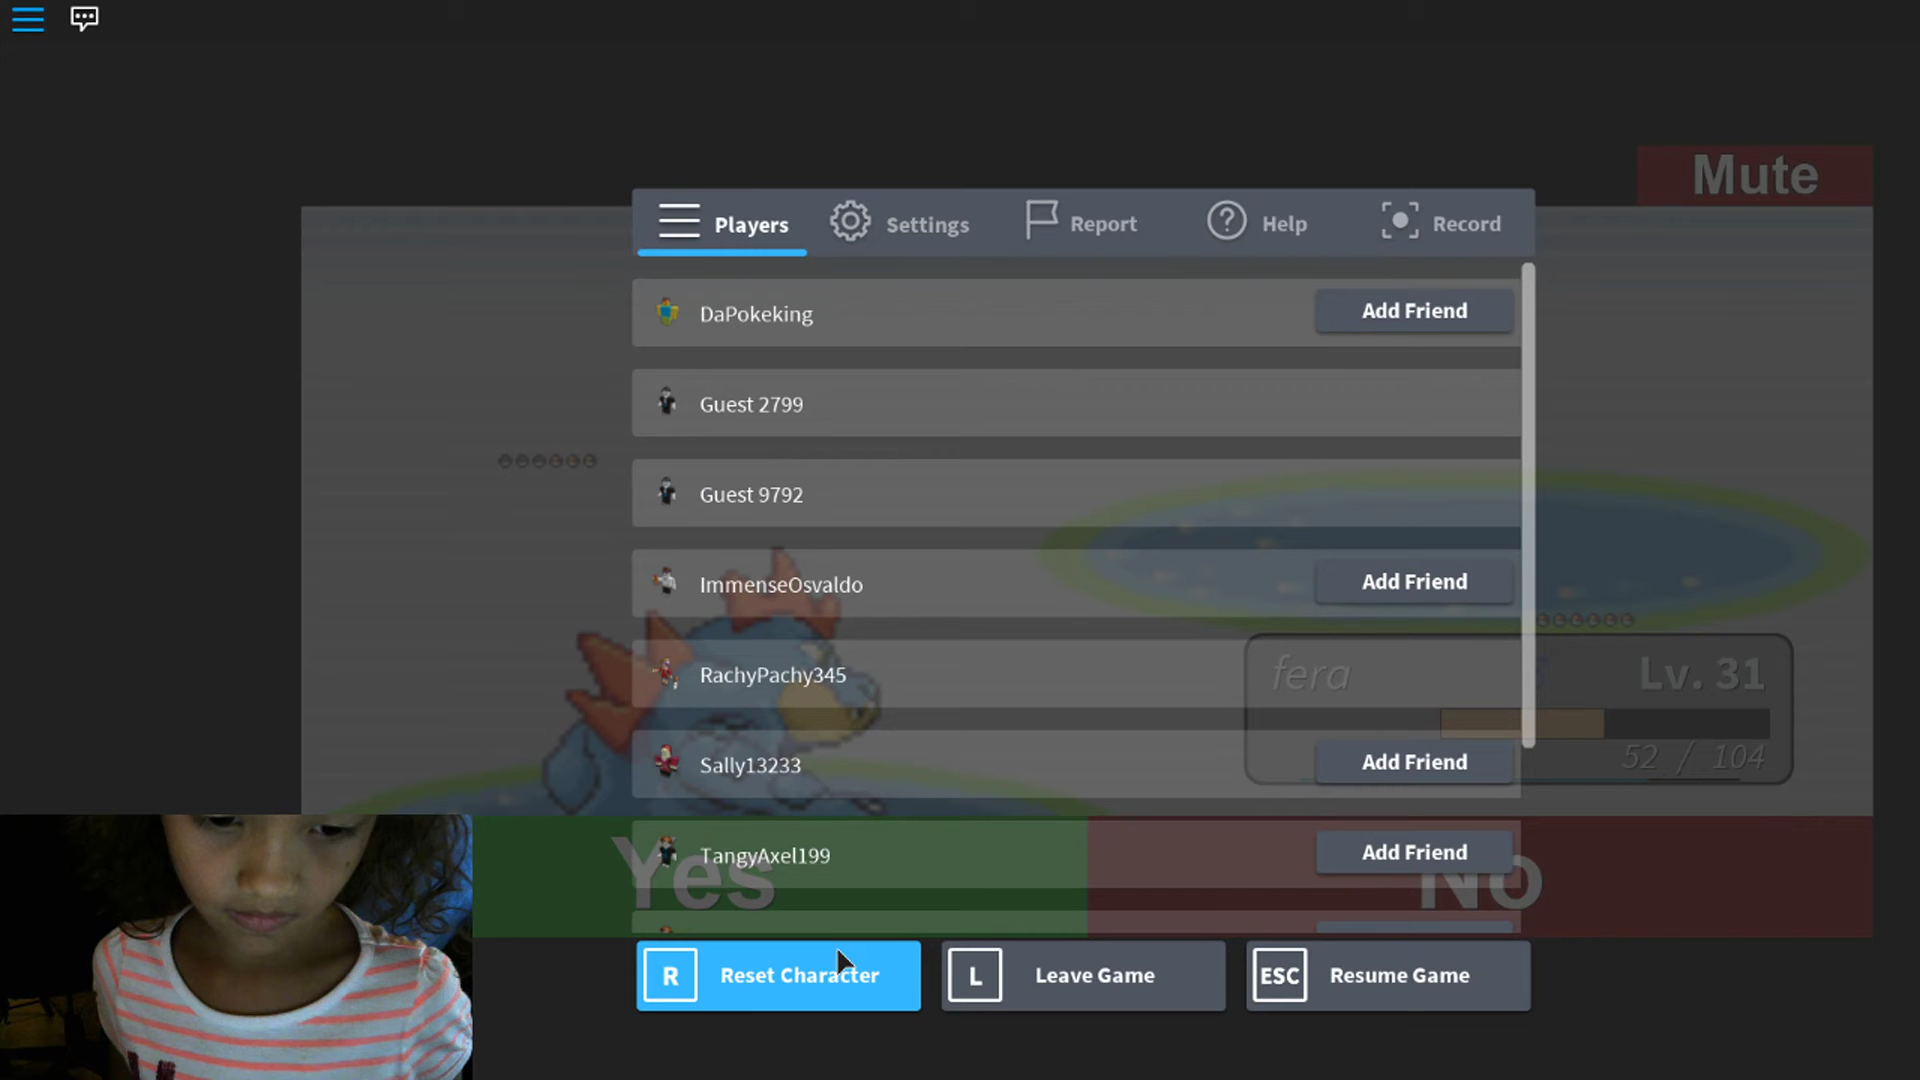 Mute
Players
Settings
Report
Help
Record
DaPokeking
Add Friend
Guest 2799
Guest 9792
ImmenseOsvaldo
Add Friend
RachyPachy345
fera
Lv. 31
52 / 104
Sally13233
Add Friend
TangyAxel199
Add Friend
Yes
No
R Reset Character
L Leave Game
ESC Resume Game